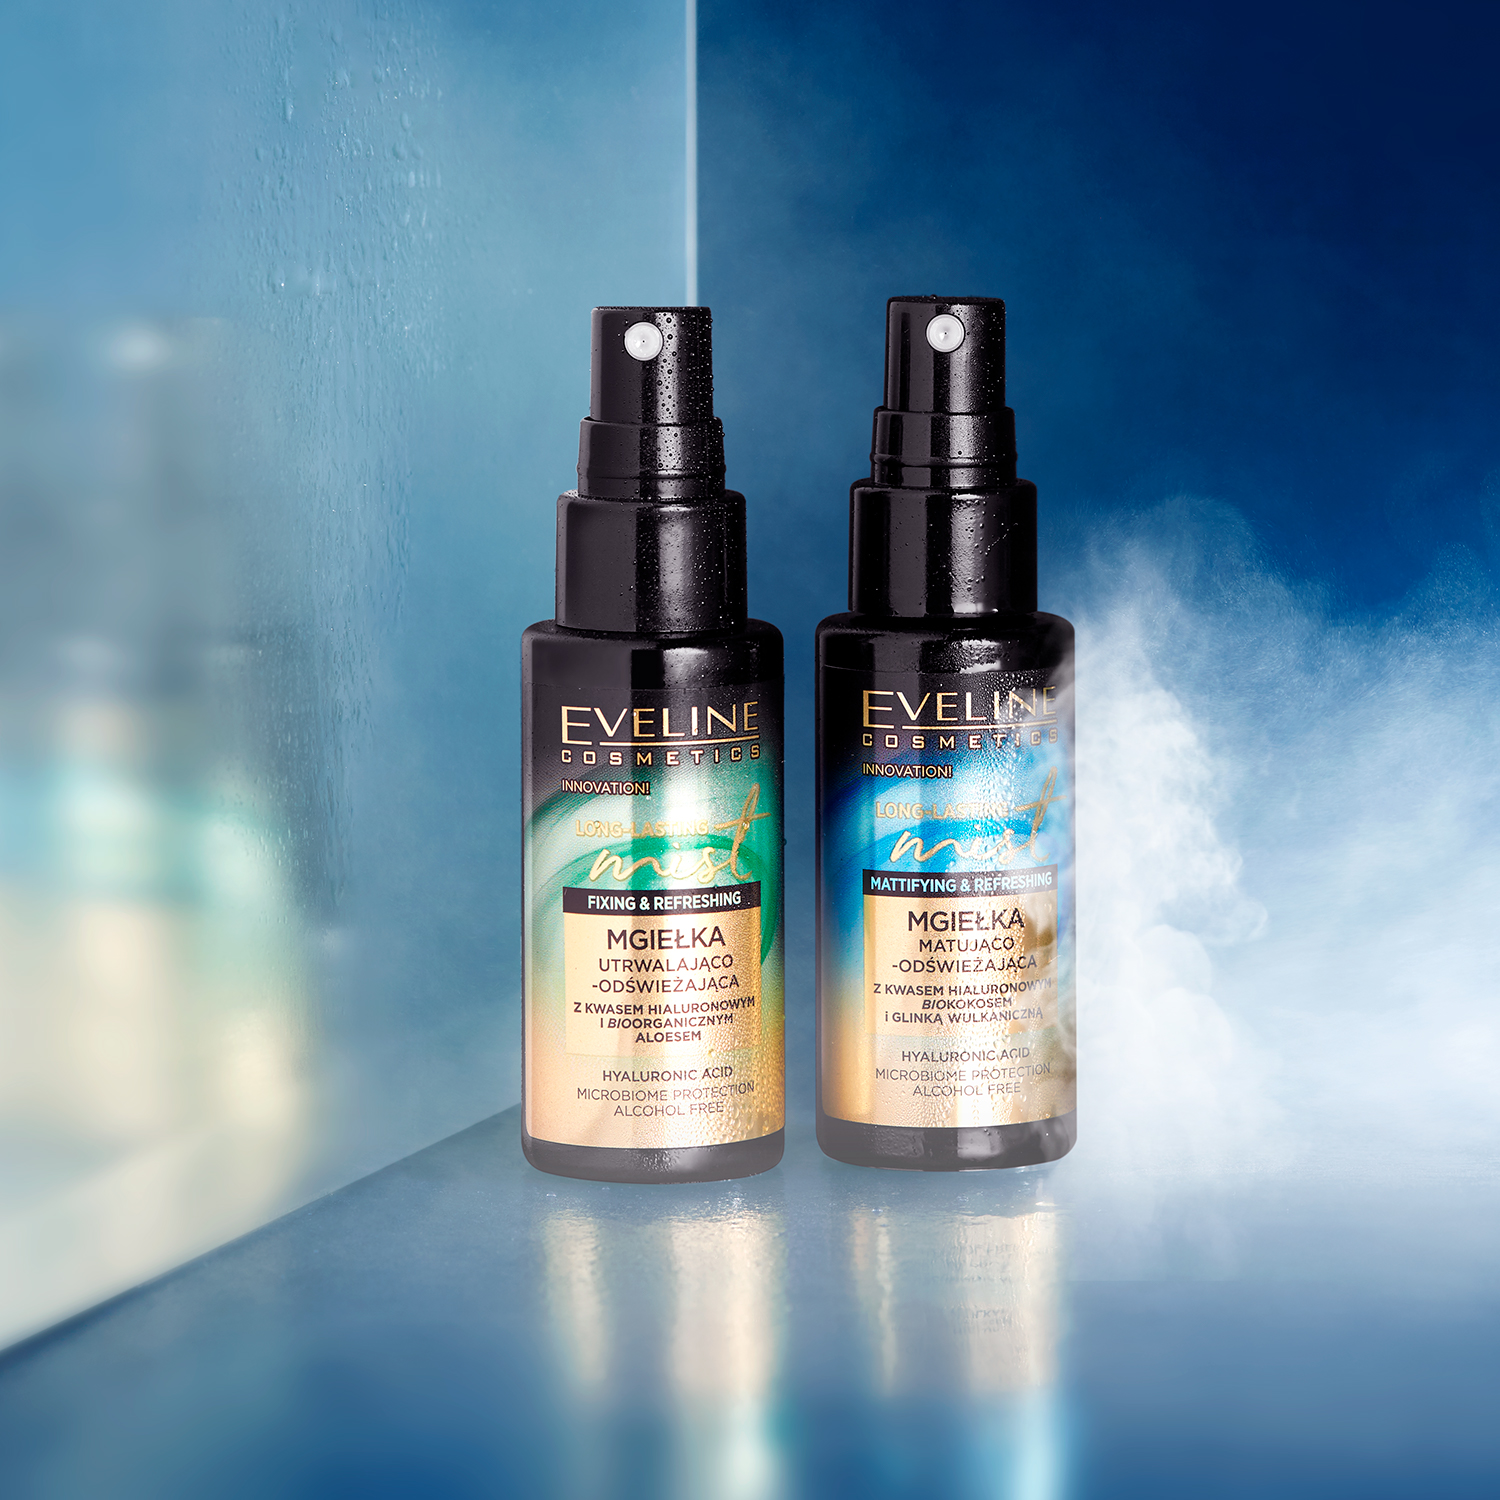 EVELINE
COSMETICS
INNOVATION!
LONG-LASTING
mist
FIXING & REFRESHING
MGIEŁKA
UTRWALAJĄCO
-ODŚWIEŻAJĄCA
Z KWASEM HIALURONOWYM
I BIOORGANICZNYM
ALOESEM
HYALURONIC ACID
MICROBIOME PROTECTION
ALCOHOL FREE
EVELINE
COSMETICS
INNOVATION!
LONG-LASTING
mist
MATTIFYING & REFRESHING
MGIEŁKA
MATUJĄCO
-ODŚWIEŻAJĄCA
Z KWASEM HIALURONOWYM
BIOKOKOSEM
i GLINKĄ WULKANICZNĄ
HYALURONIC ACID
MICROBIOME PROTECTION
ALCOHOL FREE